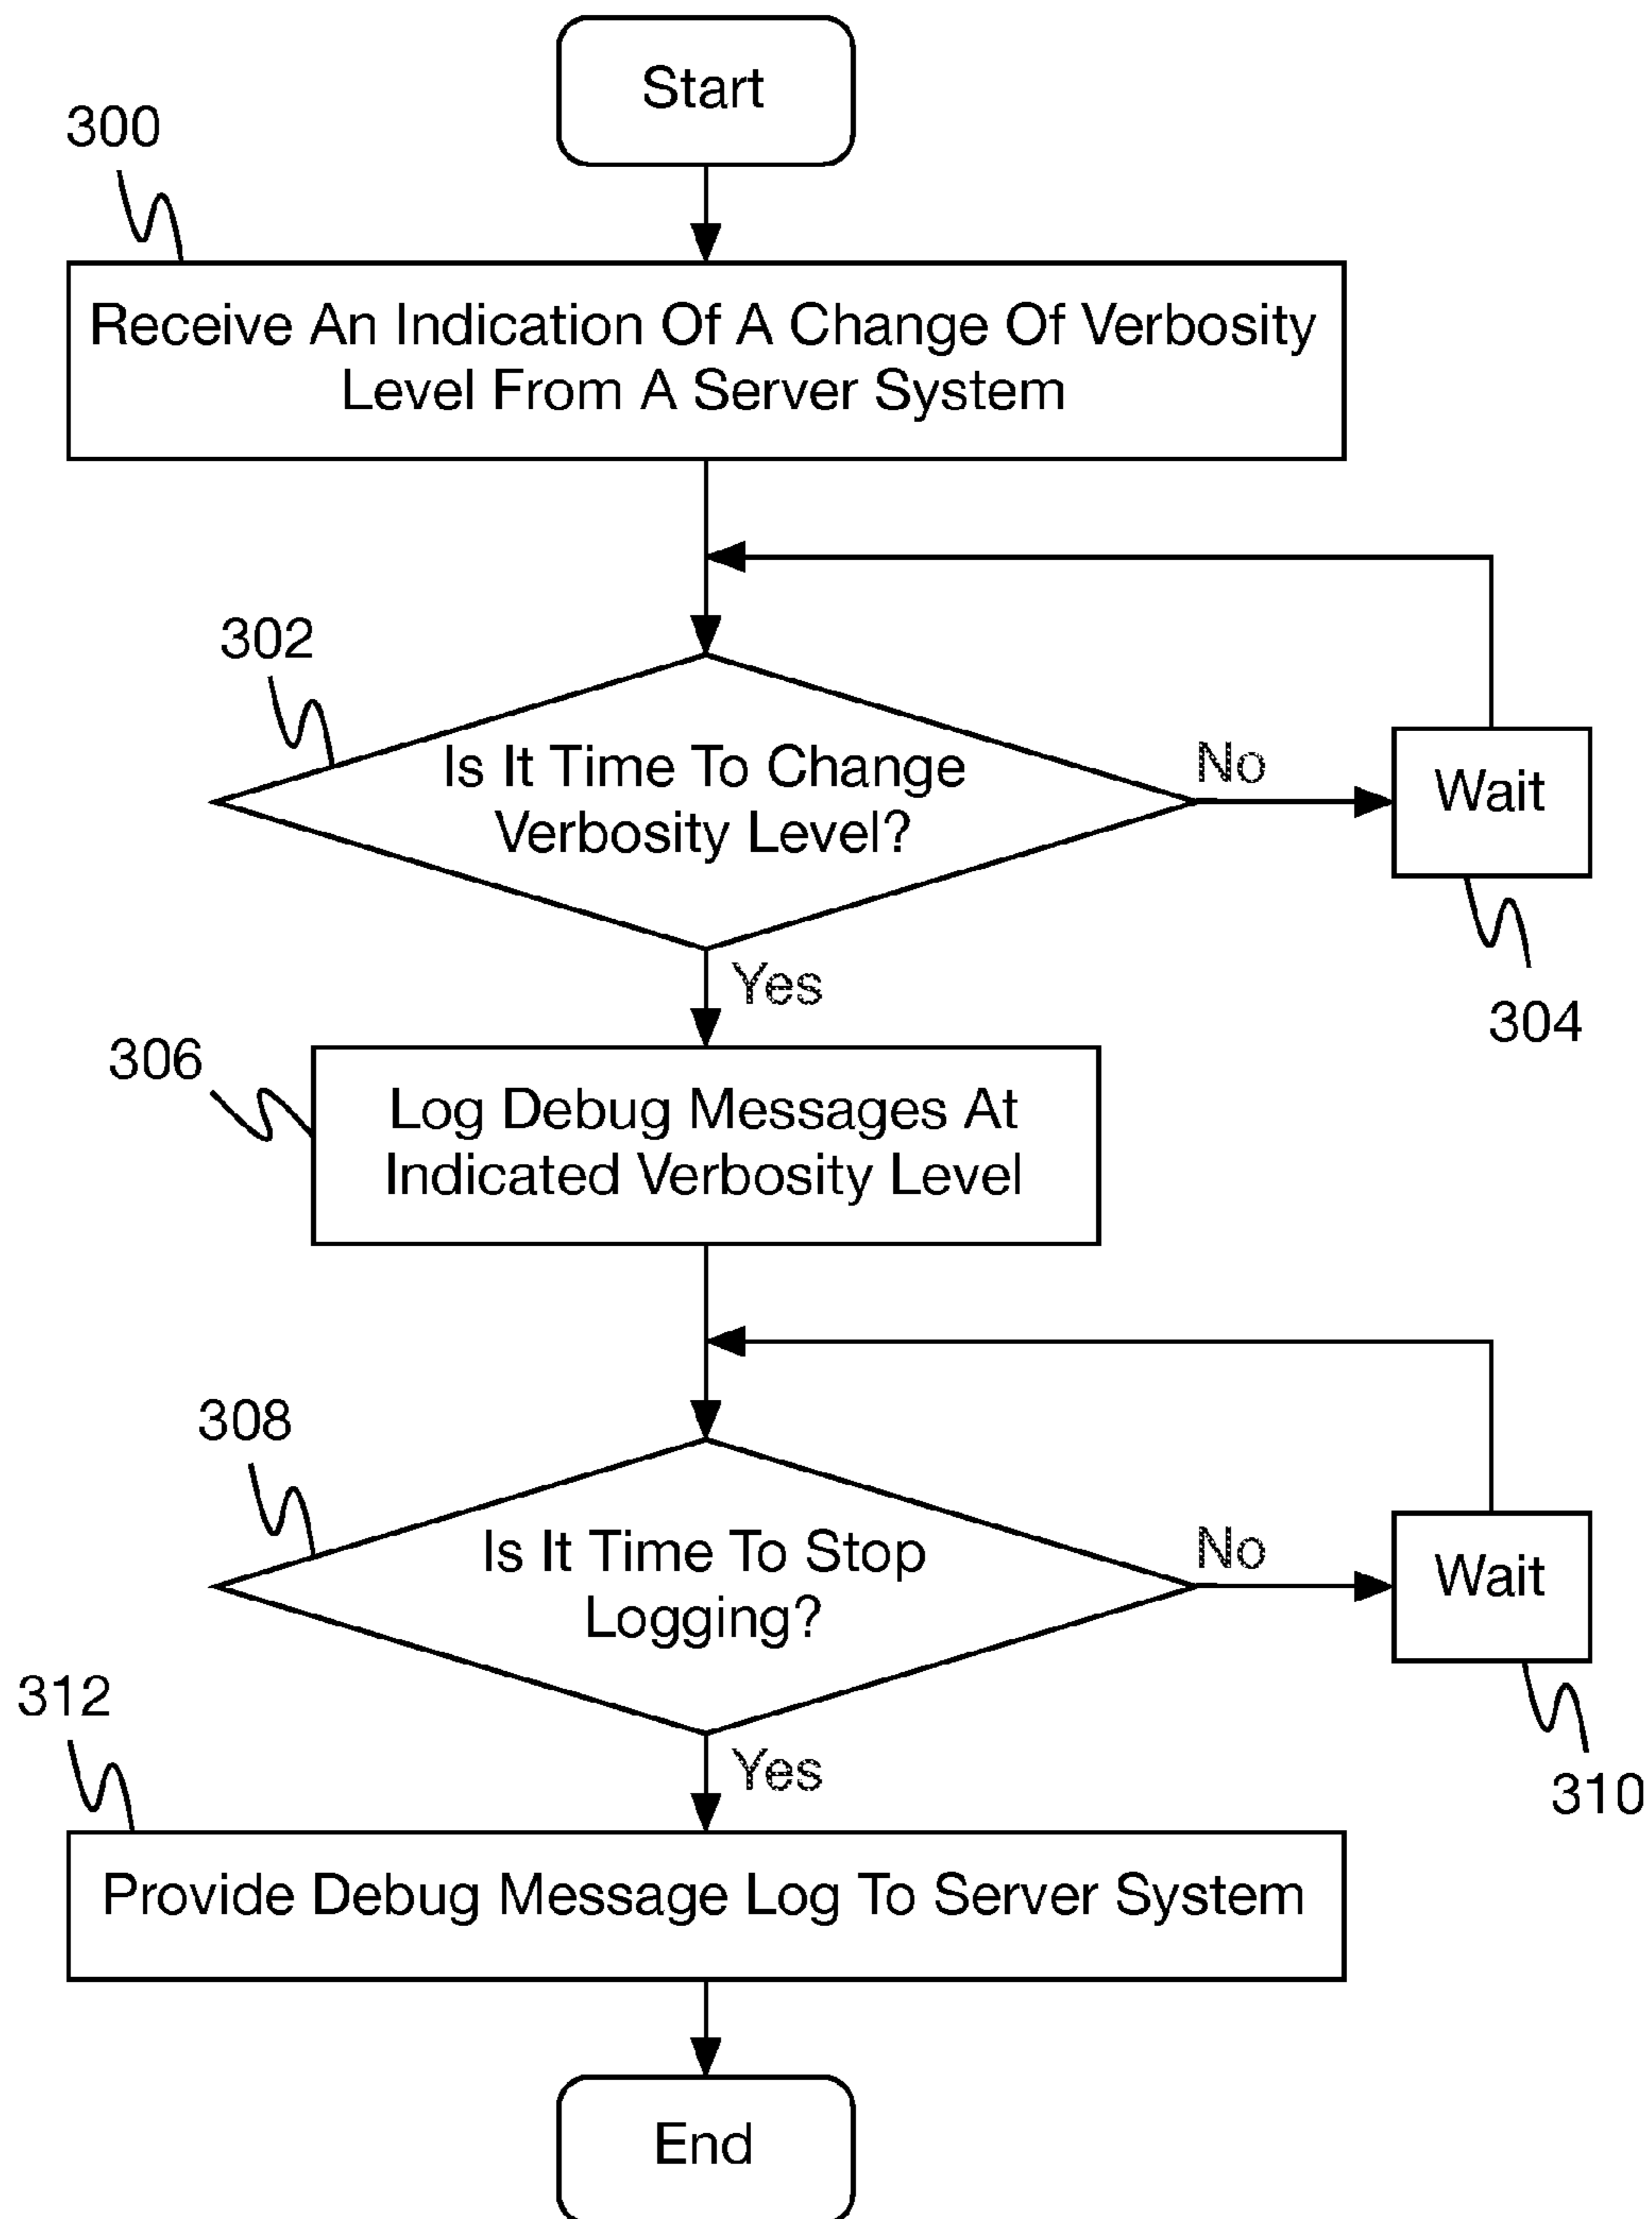 Start
300
Receive An Indication Of A Change Of Verbosity
Level From A Server System
302
Is It Time To Change
Verbosity Level?
No
Wait
304
Yes
306
Log Debug Messages At
Indicated Verbosity Level
308
Is It Time To Stop
Logging?
No
Wait
310
Yes
312
Provide Debug Message Log To Server System
End